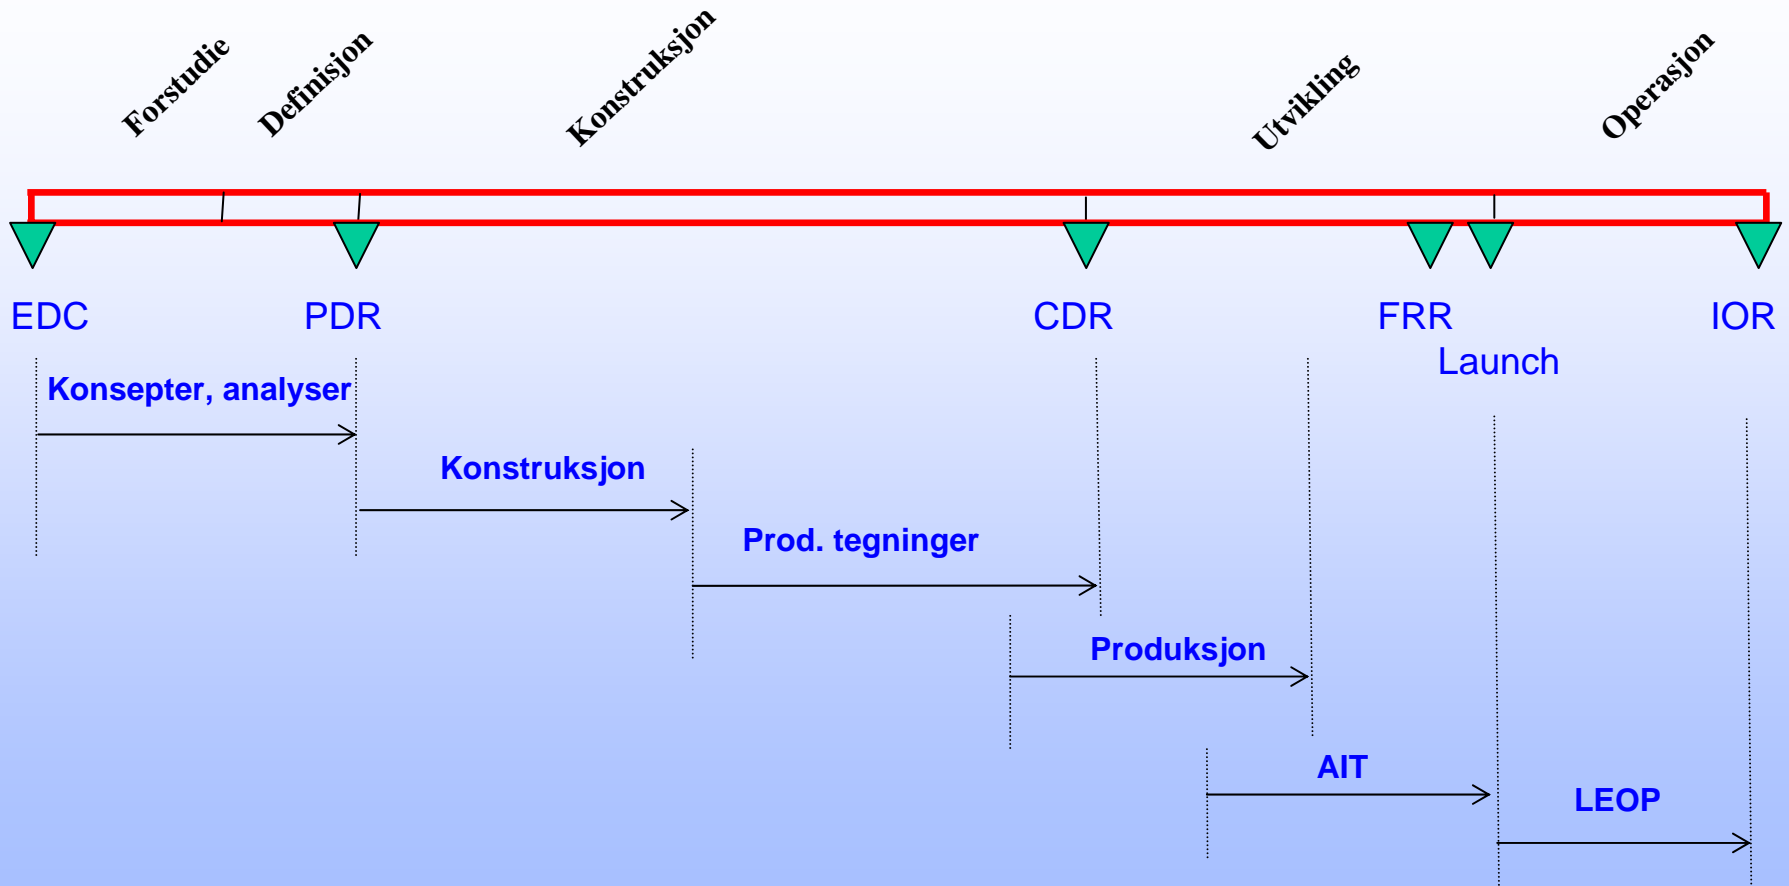 Forstudie
Definisjon
Konstruksjon
Utvikling
Operasjon
EDC
PDR
CDR
FRR
IOR
Launch
Konsepter, analyser
Konstruksjon
Prod. tegninger
Produksjon
AIT
LEOP